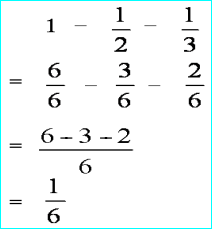 1 − 1/2 − 1/3
= 6/6 − 3/6 − 2/6
= (6 − 3 − 2)/6
= 1/6